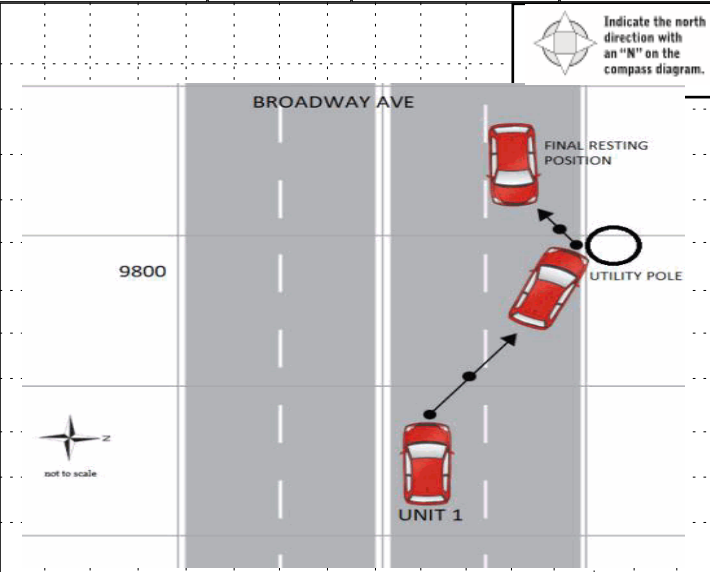 Indicate the north
direction with
an “N” on the
compass diagram.
BROADWAY AVE
FINAL RESTING
POSITION
9800
UTILITY POLE
N
not to scale
UNIT 1